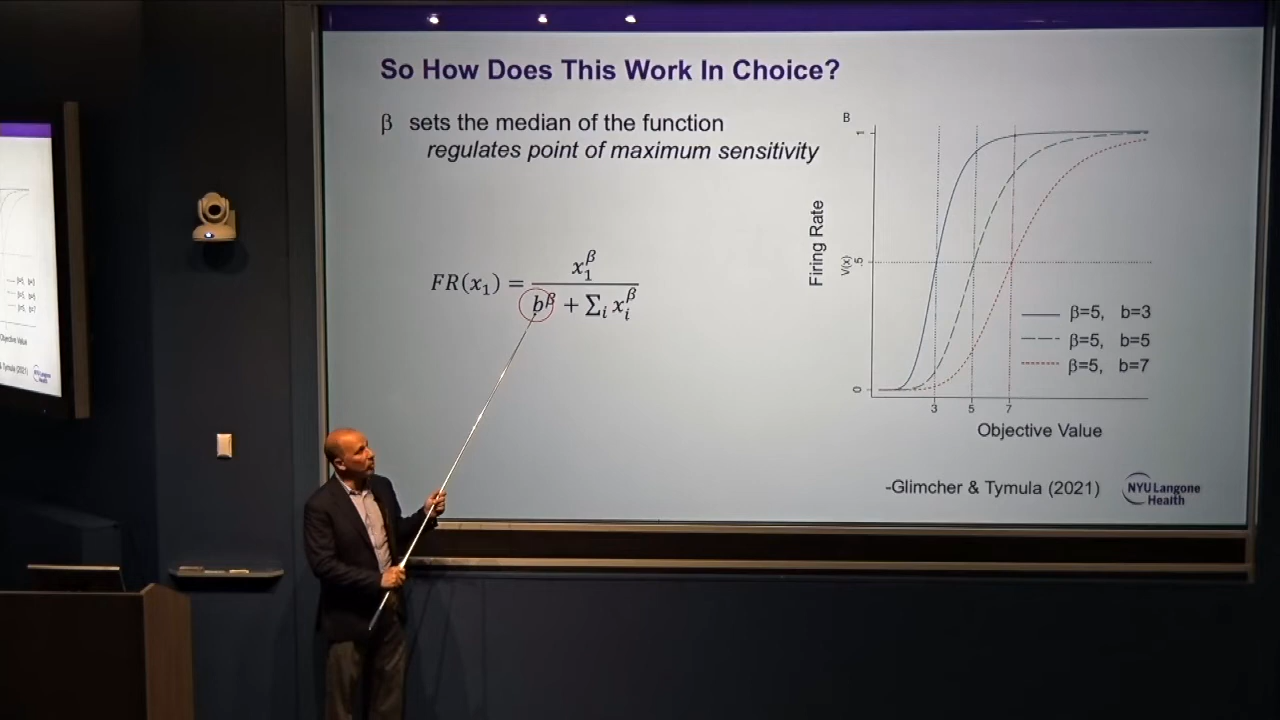 So How Does This Work In Choice?
β sets the median of the function
regulates point of maximum sensitivity
FR(x₁) = x₁^β / (b^β + Σᵢ xᵢ^β)
B
1
Firing Rate
V(x)
.5
0
3 5 7
β=5, b=3
β=5, b=5
β=5, b=7
Objective Value
-Glimcher & Tymula (2021)
NYU Langone
Health